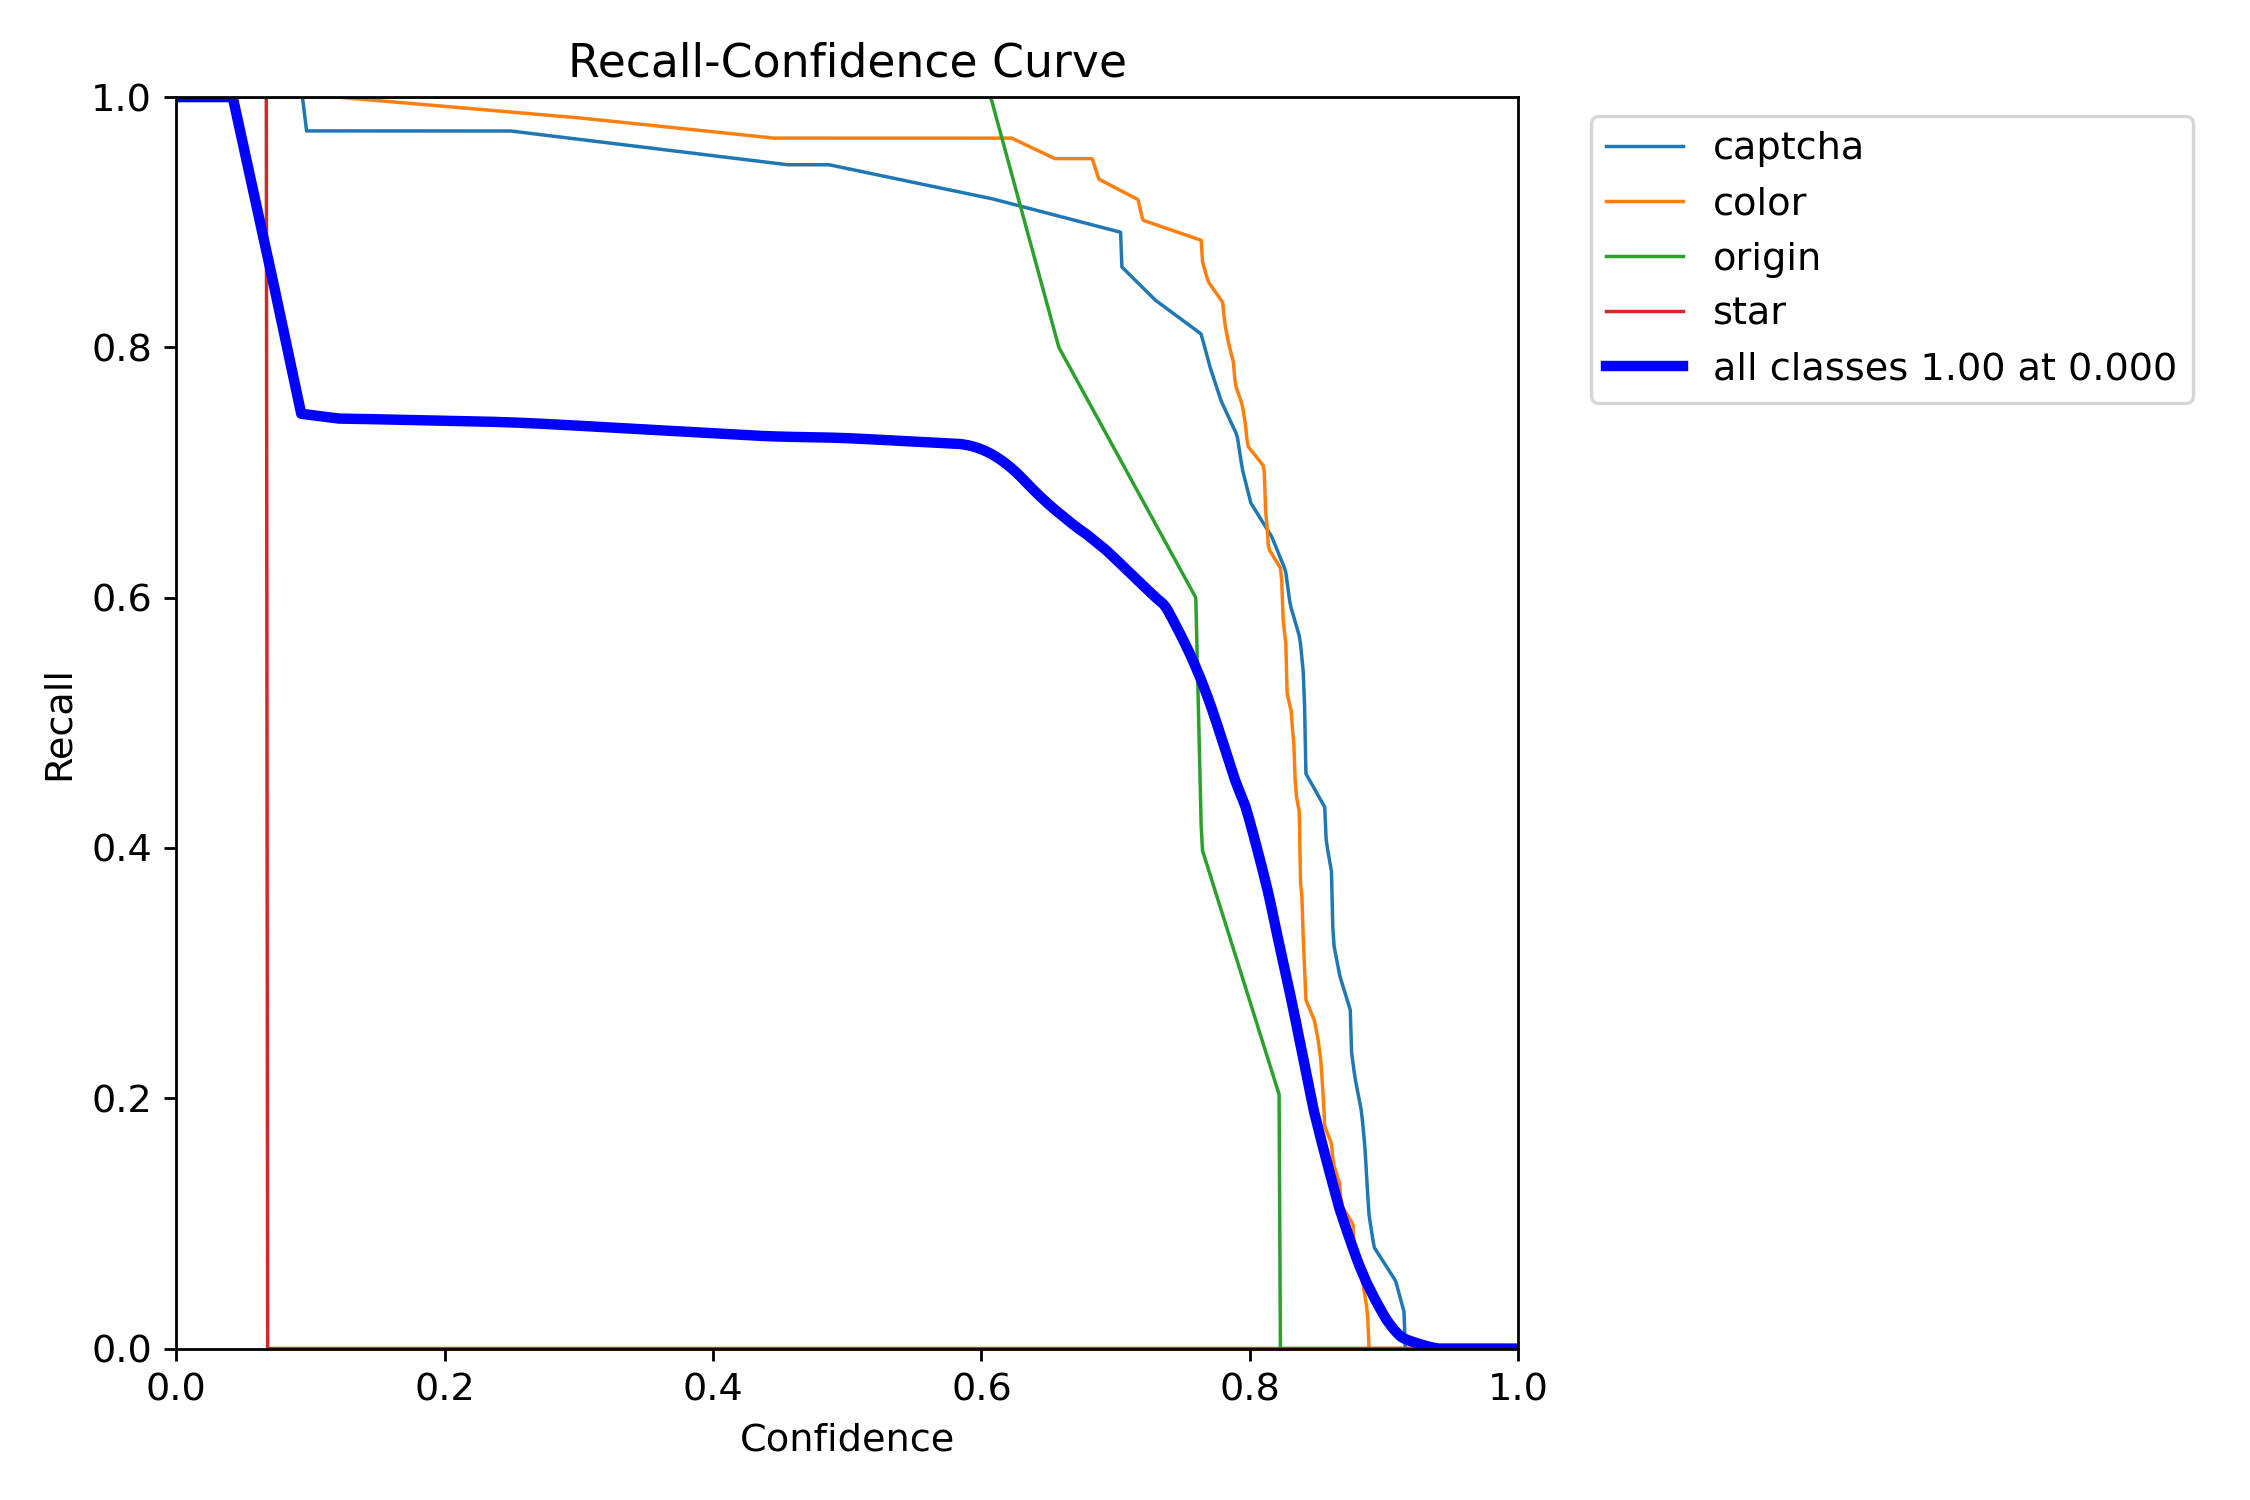 Recall-Confidence Curve
1.0
0.8
0.6
0.4
0.2
0.0
Recall
0.0 0.2 0.4 0.6 0.8 1.0
Confidence
captcha
color
origin
star
all classes 1.00 at 0.000